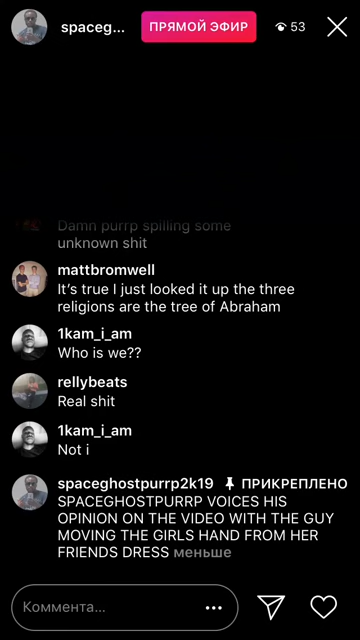 spaceg...
ПРЯМОЙ ЭФИР
53
Damn purrp spilling some
unknown shit
mattbromwell
It's true I just looked it up the three
religions are the tree of Abraham
1kam_i_am
Who is we??
rellybeats
Real shit
1kam_i_am
Not i
spaceghostpurrp2k19 ПРИКРЕПЛЕНО
SPACEGHOSTPURRP VOICES HIS
OPINION ON THE VIDEO WITH THE GUY
MOVING THE GIRLS HAND FROM HER
FRIENDS DRESS меньше
Коммента...